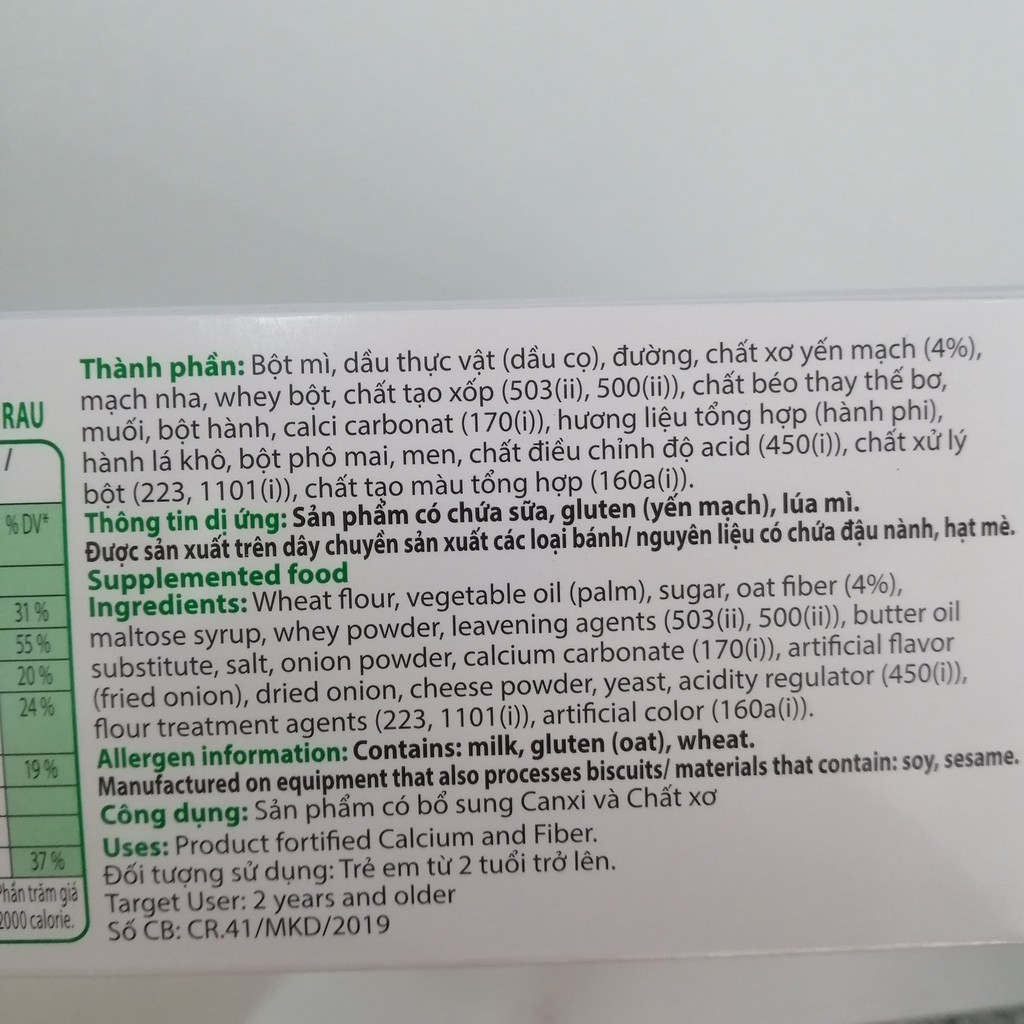 RAU
/
% DV*
31 %
55 %
20 %
24 %
19 %
37 %
Phần trăm giá
2000 calorie.
Thành phần: Bột mì, dầu thực vật (dầu cọ), đường, chất xơ yến mạch (4%),
mạch nha, whey bột, chất tạo xốp (503(ii), 500(ii)), chất béo thay thế bơ,
muối, bột hành, calci carbonat (170(i)), hương liệu tổng hợp (hành phi),
hành lá khô, bột phô mai, men, chất điều chỉnh độ acid (450(i)), chất xử lý
bột (223, 1101(i)), chất tạo màu tổng hợp (160a(i)).
Thông tin dị ứng: Sản phẩm có chứa sữa, gluten (yến mạch), lúa mì.
Được sản xuất trên dây chuyền sản xuất các loại bánh/ nguyên liệu có chứa đậu nành, hạt mè.
Supplemented food
Ingredients: Wheat flour, vegetable oil (palm), sugar, oat fiber (4%),
maltose syrup, whey powder, leavening agents (503(ii), 500(ii)), butter oil
substitute, salt, onion powder, calcium carbonate (170(i)), artificial flavor
(fried onion), dried onion, cheese powder, yeast, acidity regulator (450(i)),
flour treatment agents (223, 1101(i)), artificial color (160a(i)).
Allergen information: Contains: milk, gluten (oat), wheat.
Manufactured on equipment that also processes biscuits/ materials that contain: soy, sesame.
Công dụng: Sản phẩm có bổ sung Canxi và Chất xơ
Uses: Product fortified Calcium and Fiber.
Đối tượng sử dụng: Trẻ em từ 2 tuổi trở lên.
Target User: 2 years and older
Số CB: CR.41/MKD/2019